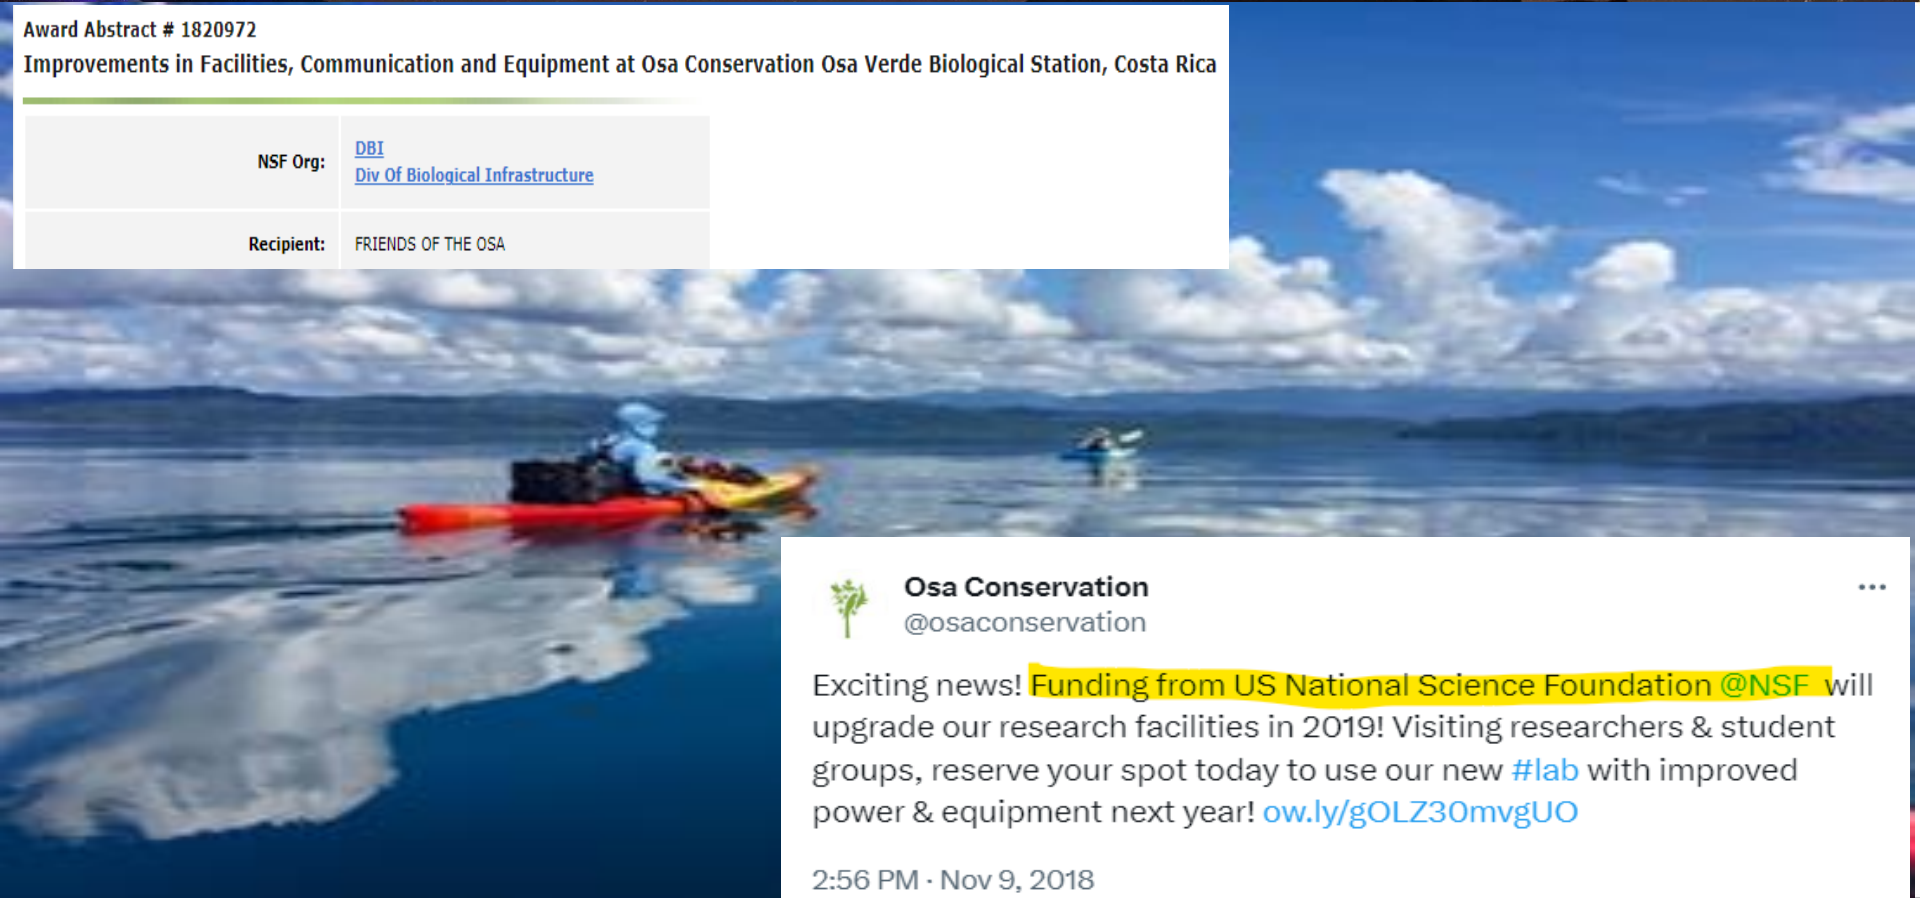 Award Abstract # 1820972
Improvements in Facilities, Communication and Equipment at Osa Conservation Osa Verde Biological Station, Costa Rica
NSF Org:
DBI
Div Of Biological Infrastructure
Recipient:
FRIENDS OF THE OSA
Osa Conservation
@osaconservation
Exciting news! Funding from US National Science Foundation @NSF will
upgrade our research facilities in 2019! Visiting researchers & student
groups, reserve your spot today to use our new #lab with improved
power & equipment next year! ow.ly/gOLZ30mvgUO
2:56 PM · Nov 9, 2018